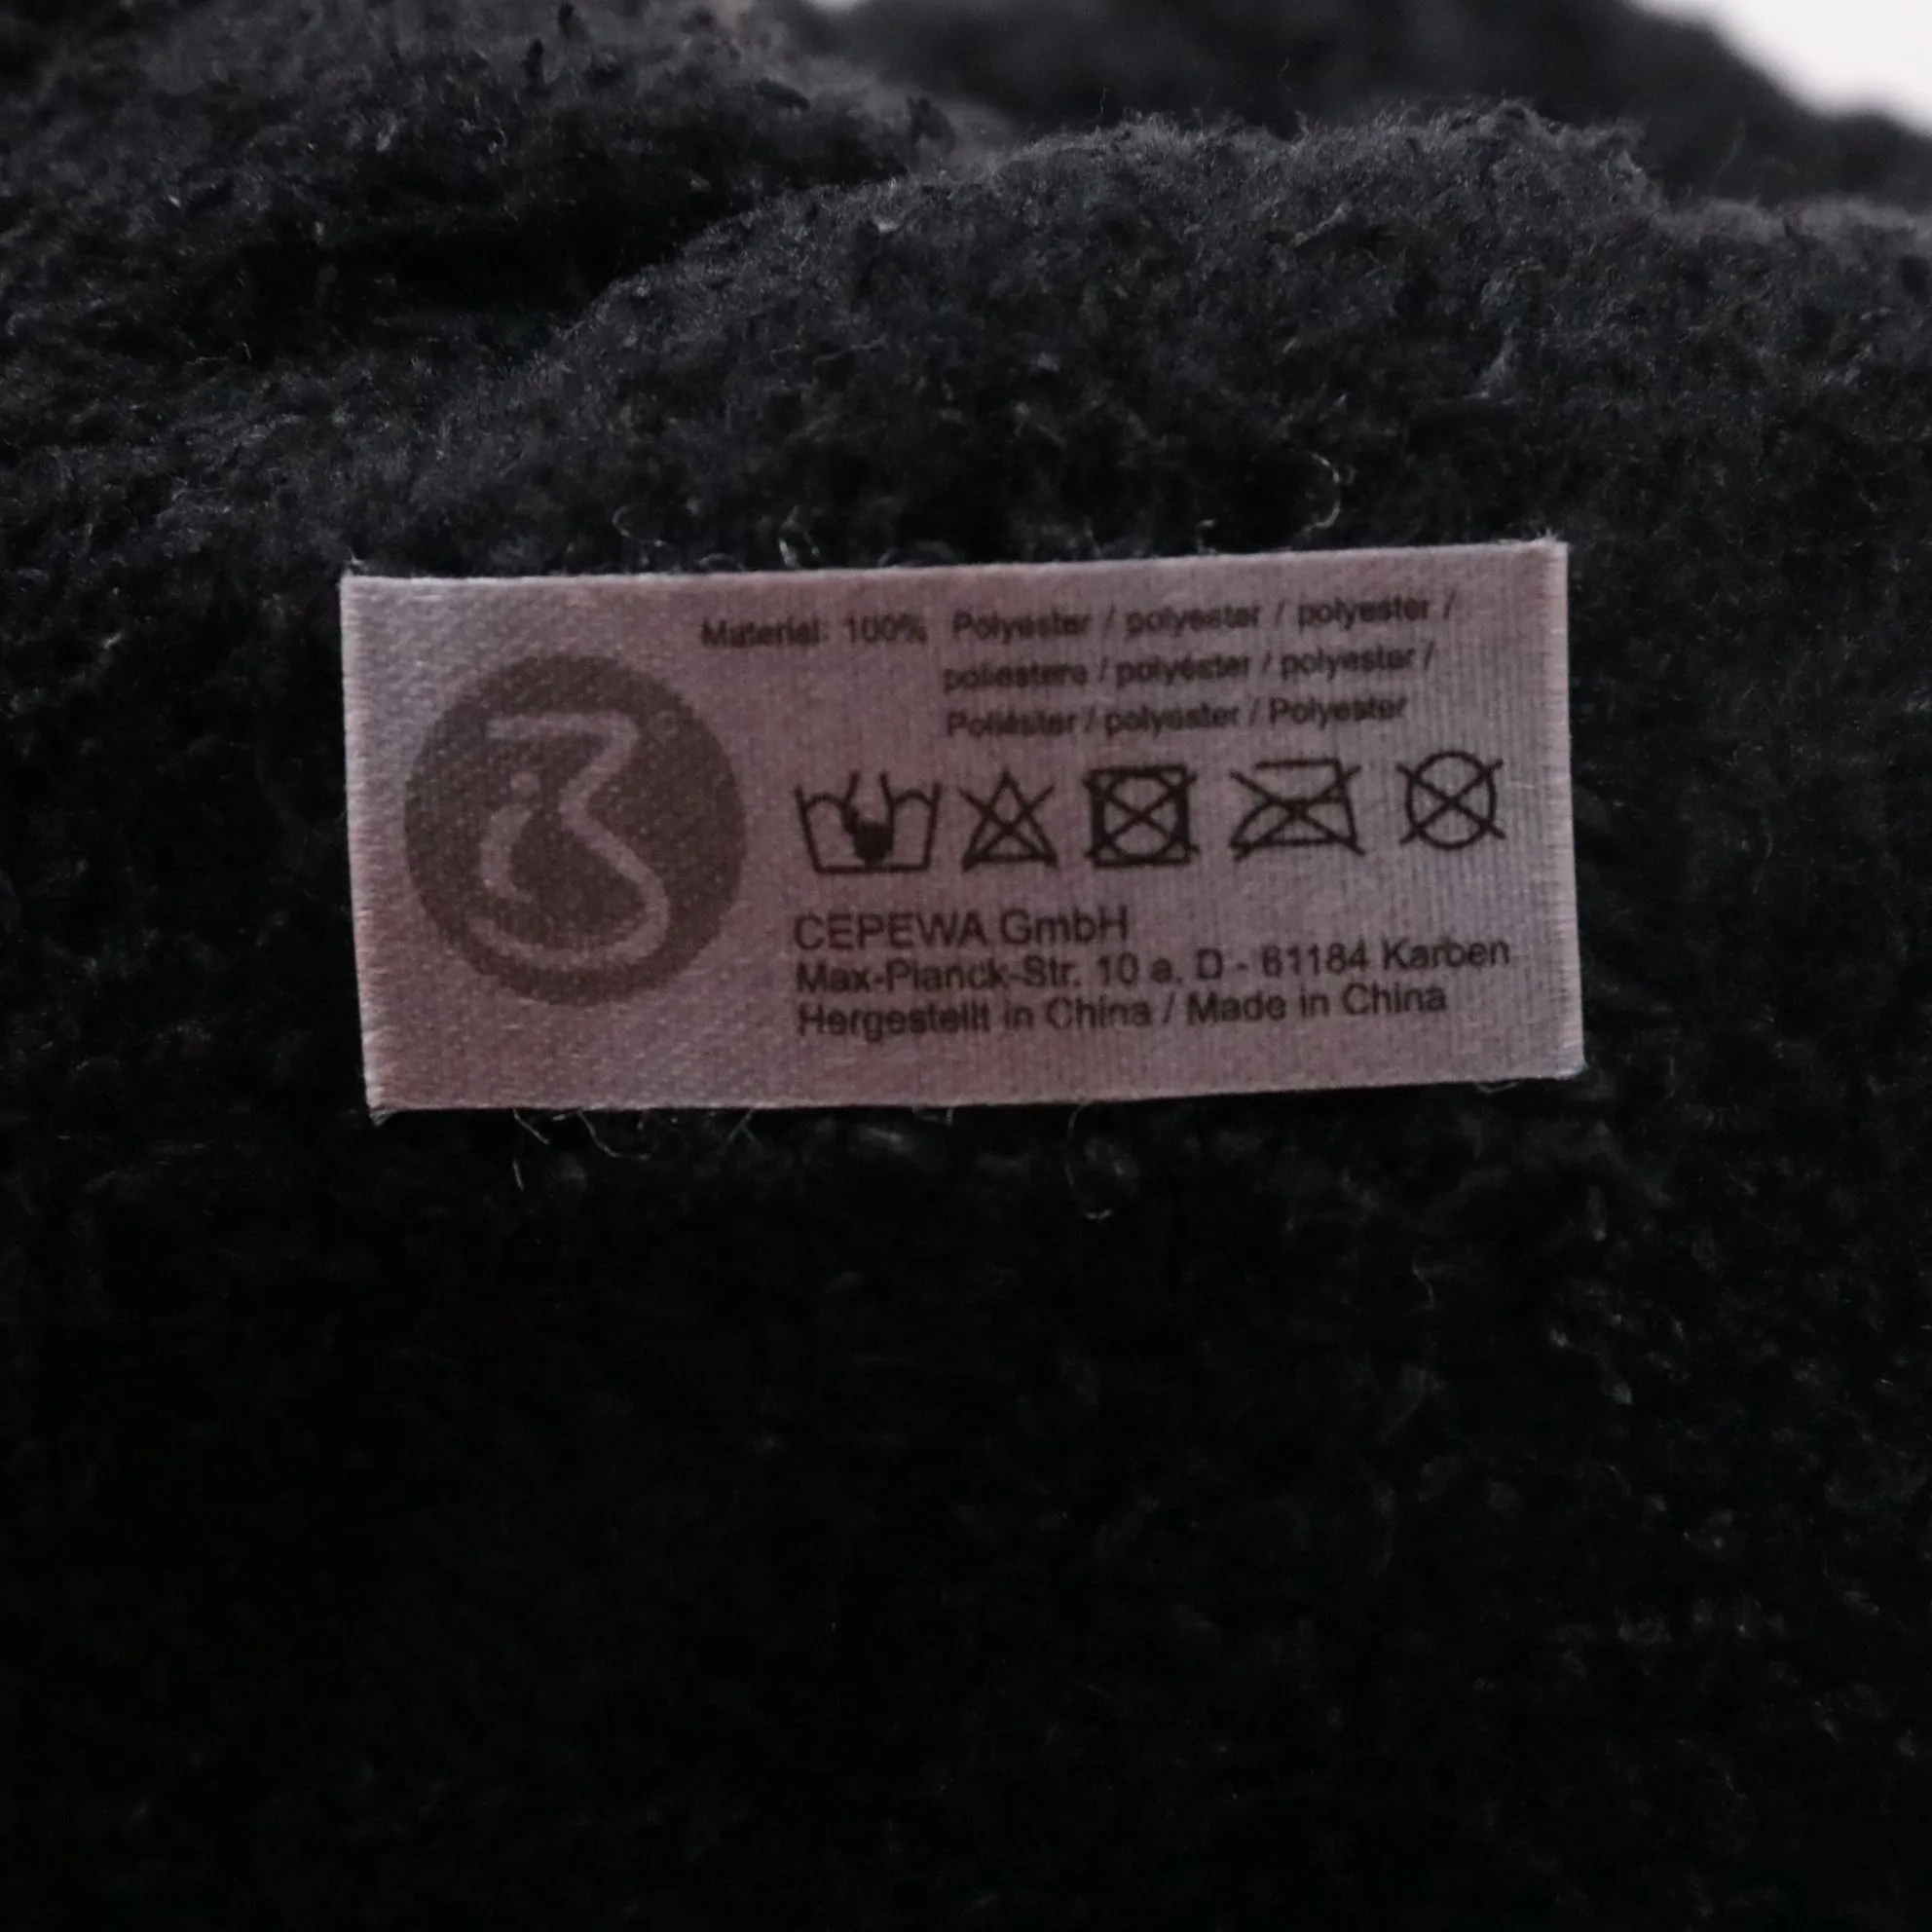 Material: 100% Polyester / polyester / polyester /
poliestere / polyéster / polyester /
Poliéster / polyester / Polyester
CEPEWA GmbH
Max-Planck-Str. 10 a. D - 61184 Karben
Hergestellt in China / Made in China